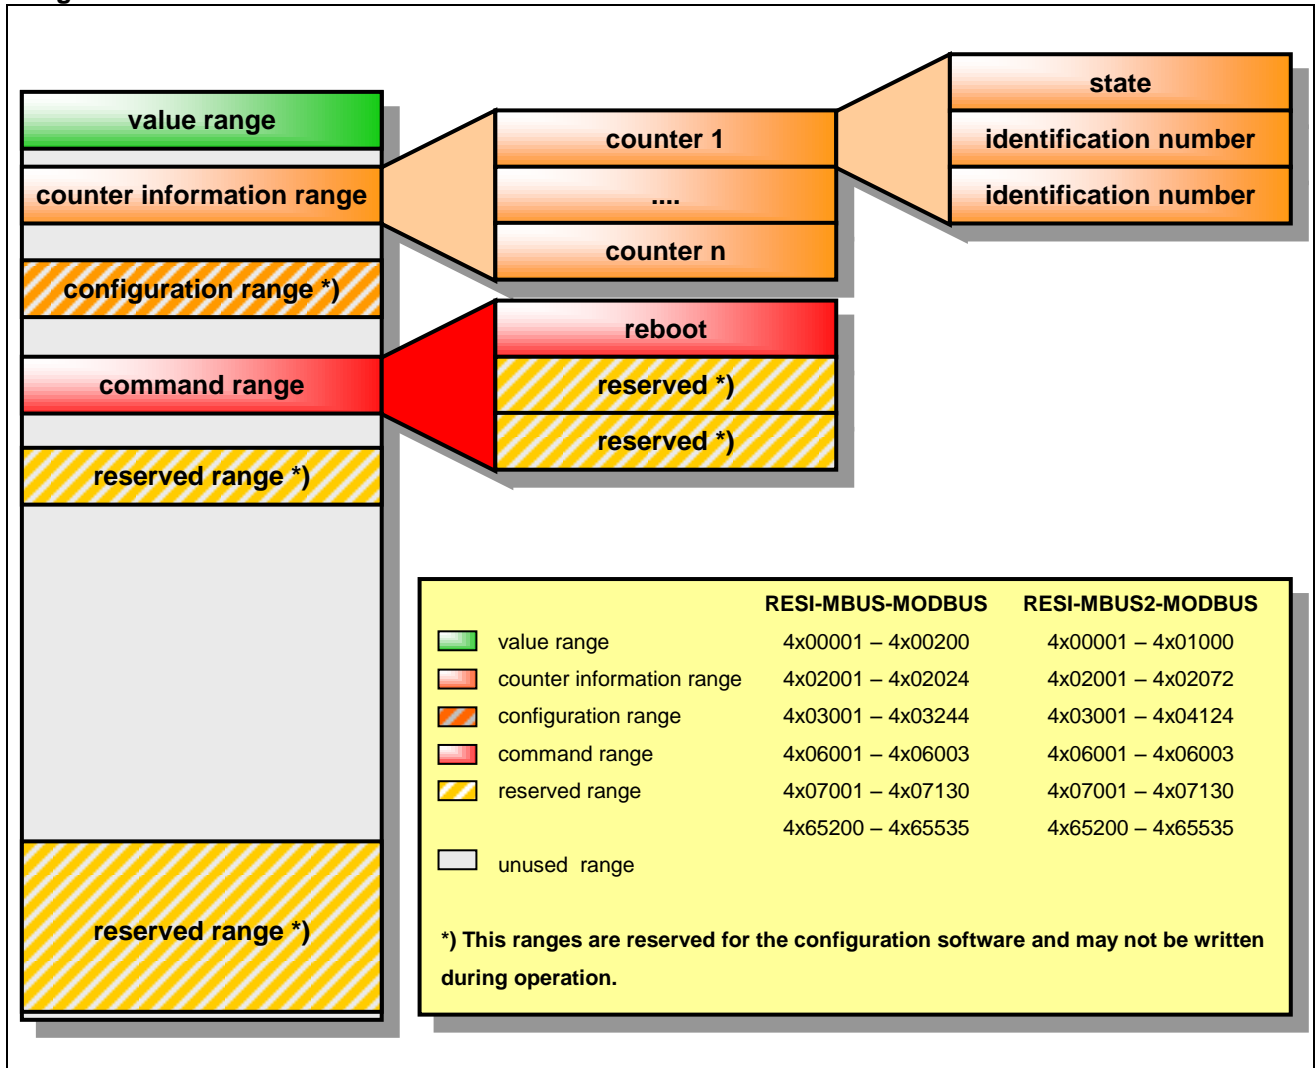 value range
counter information range
configuration range *)
command range
reserved range *)
reserved range *)
counter 1
....
counter n
state
identification number
identification number
reboot
reserved *)
reserved *)
RESI-MBUS-MODBUS RESI-MBUS2-MODBUS
value range 4x00001 – 4x00200 4x00001 – 4x01000
counter information range 4x02001 – 4x02024 4x02001 – 4x02072
configuration range 4x03001 – 4x03244 4x03001 – 4x04124
command range 4x06001 – 4x06003 4x06001 – 4x06003
reserved range 4x07001 – 4x07130 4x07001 – 4x07130
4x65200 – 4x65535 4x65200 – 4x65535
unused range
*) This ranges are reserved for the configuration software and may not be written
during operation.